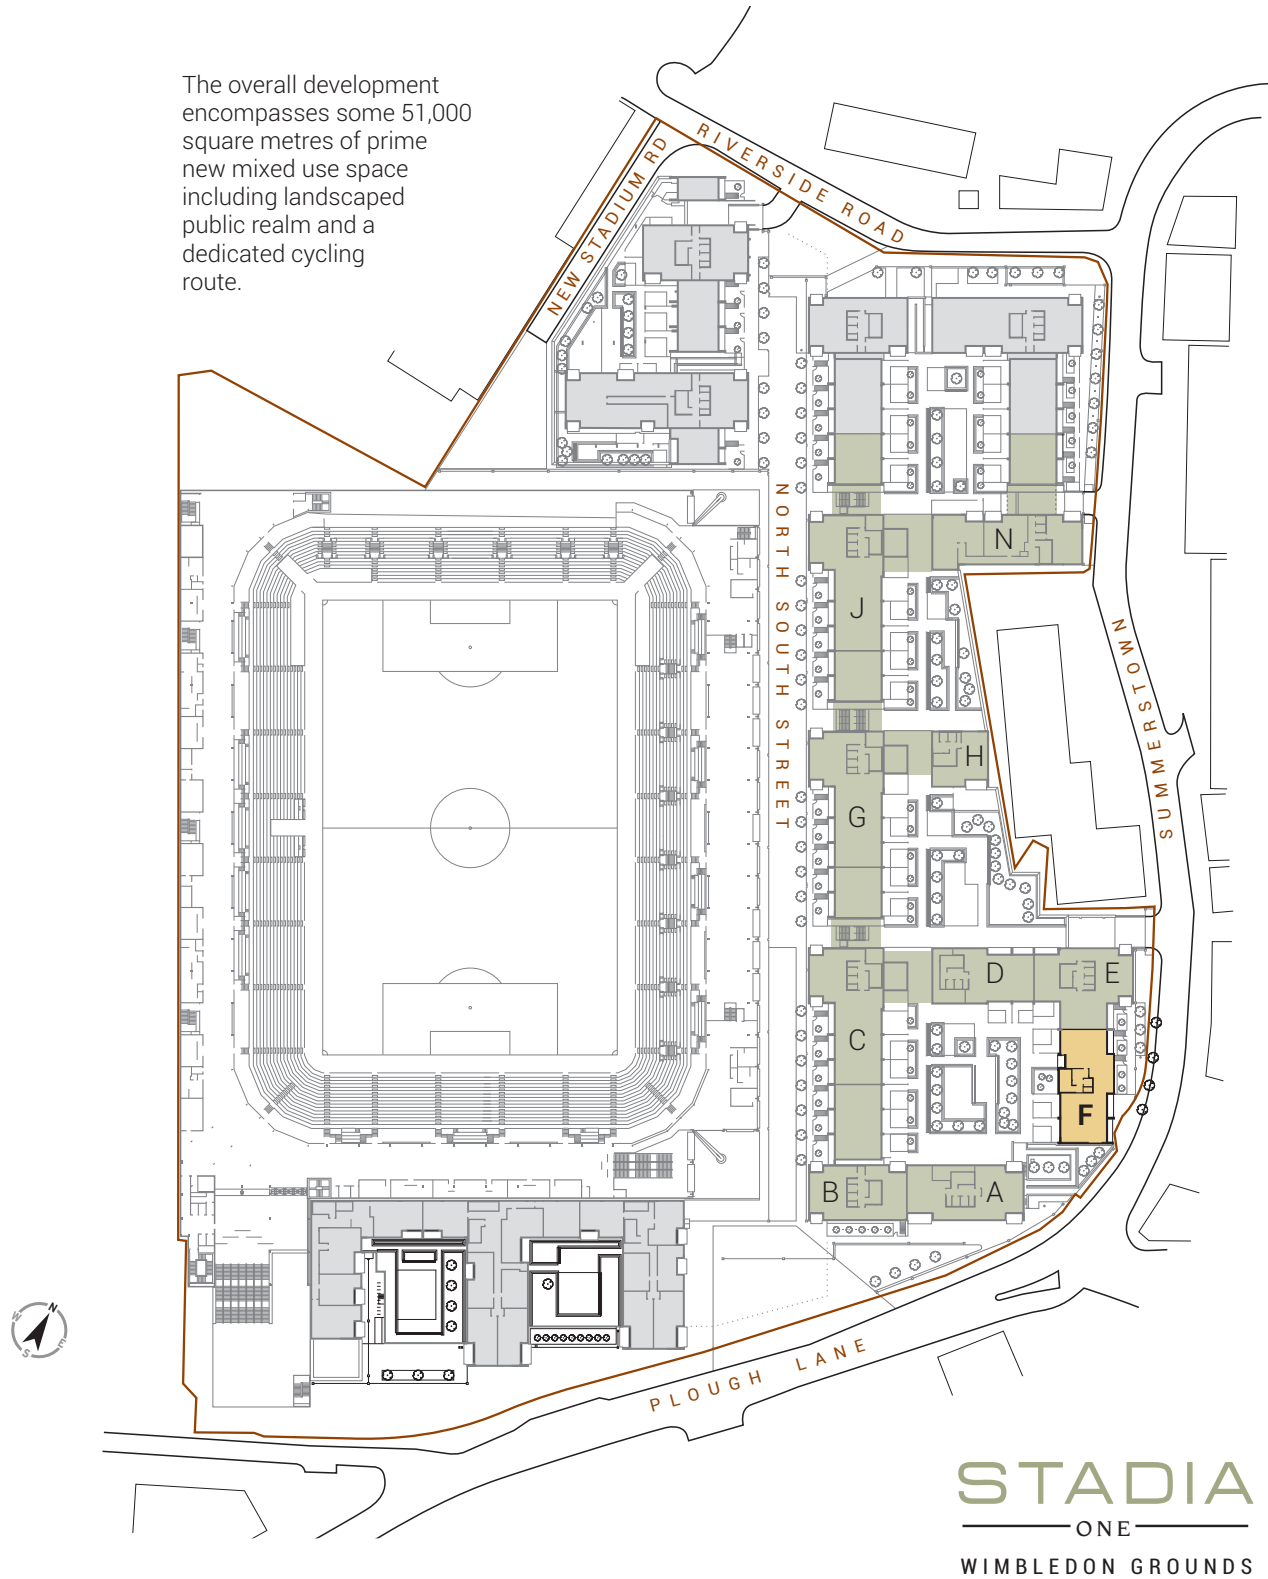 The overall development
encompasses some 51,000
square metres of prime
new mixed use space
including landscaped
public realm and a
dedicated cycling
route.
RIVERSIDE ROAD
NEW STADIUM RD
NORTH SOUTH STREET
SUMMERSTOWN
N
J
H
G
D
E
C
F
B
A
PLOUGH LANE
N
W
E
S
STADIA
ONE
WIMBLEDON GROUNDS